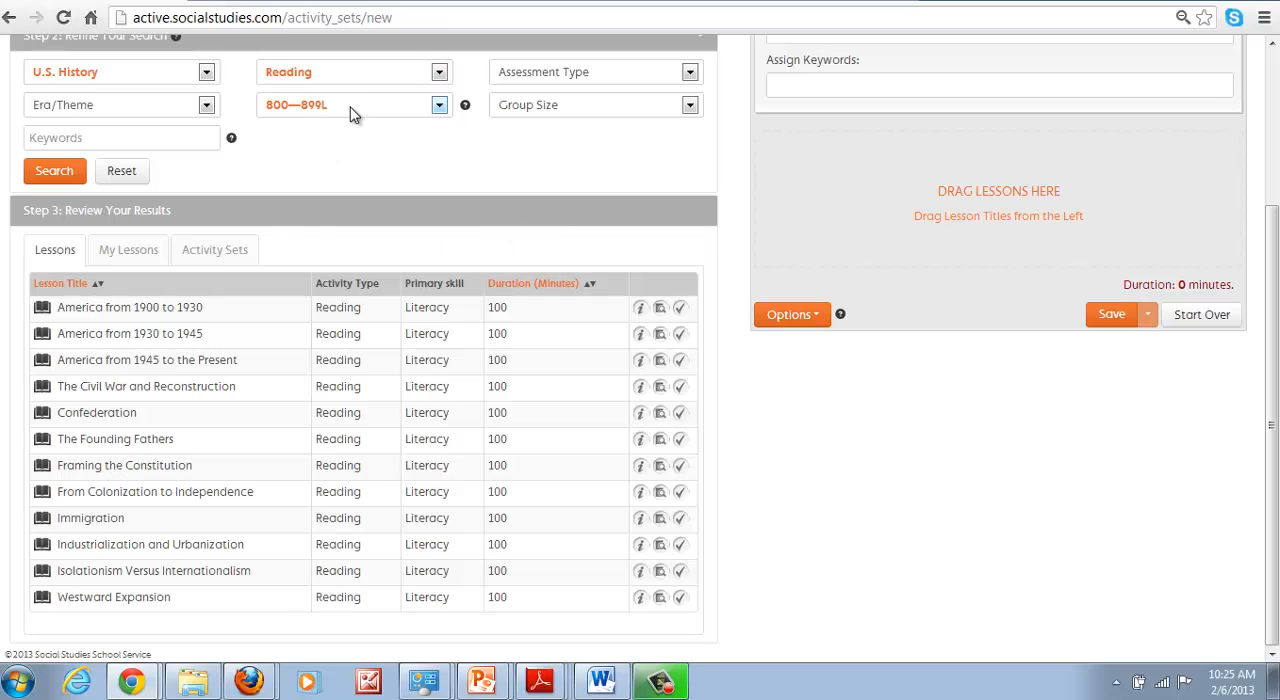 active.socialstudies.com/activity_sets/new
Step 2: Refine Your Search ?
U.S. History Reading Assessment Type
Era/Theme 800—899L ? Group Size
Keywords ?
Search Reset
Step 3: Review Your Results
Lessons My Lessons Activity Sets
Lesson Title Activity Type Primary skill Duration (Minutes)
America from 1900 to 1930 Reading Literacy 100
America from 1930 to 1945 Reading Literacy 100
America from 1945 to the Present Reading Literacy 100
The Civil War and Reconstruction Reading Literacy 100
Confederation Reading Literacy 100
The Founding Fathers Reading Literacy 100
Framing the Constitution Reading Literacy 100
From Colonization to Independence Reading Literacy 100
Immigration Reading Literacy 100
Industrialization and Urbanization Reading Literacy 100
Isolationism Versus Internationalism Reading Literacy 100
Westward Expansion Reading Literacy 100
Assign Keywords:
DRAG LESSONS HERE
Drag Lesson Titles from the Left
Duration: 0 minutes.
Options ? Save Start Over
©2013 Social Studies School Service
10:25 AM
2/6/2013